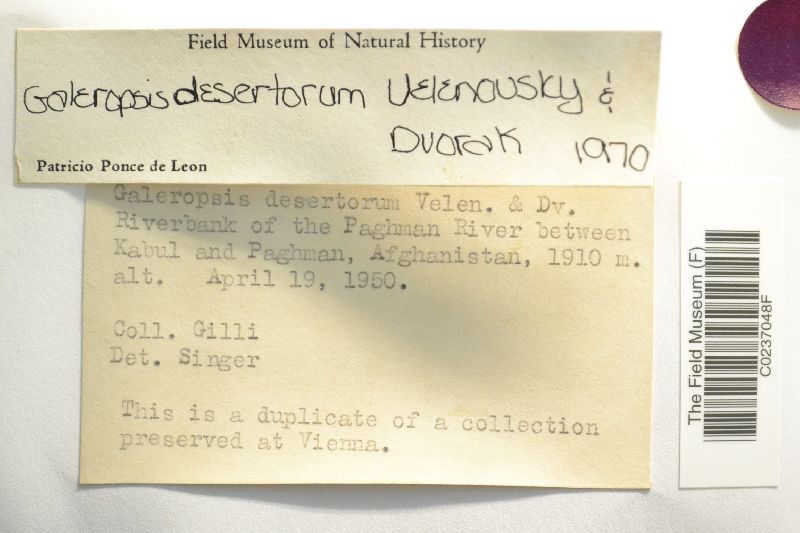 Field Museum of Natural History
Galeropsis desertorum Velenovsky &
Dvorak 1970
Patricio Ponce de Leon
Galeropsis desertorum Velen. & Dv.
Riverbank of the Paghman River between
Kabul and Paghman, Afghanistan, 1910 m.
alt. April 19, 1950.
Coll. Gilli
Det. Singer
This is a duplicate of a collection
preserved at Vienna.
The Field Museum (F)
C0237048F